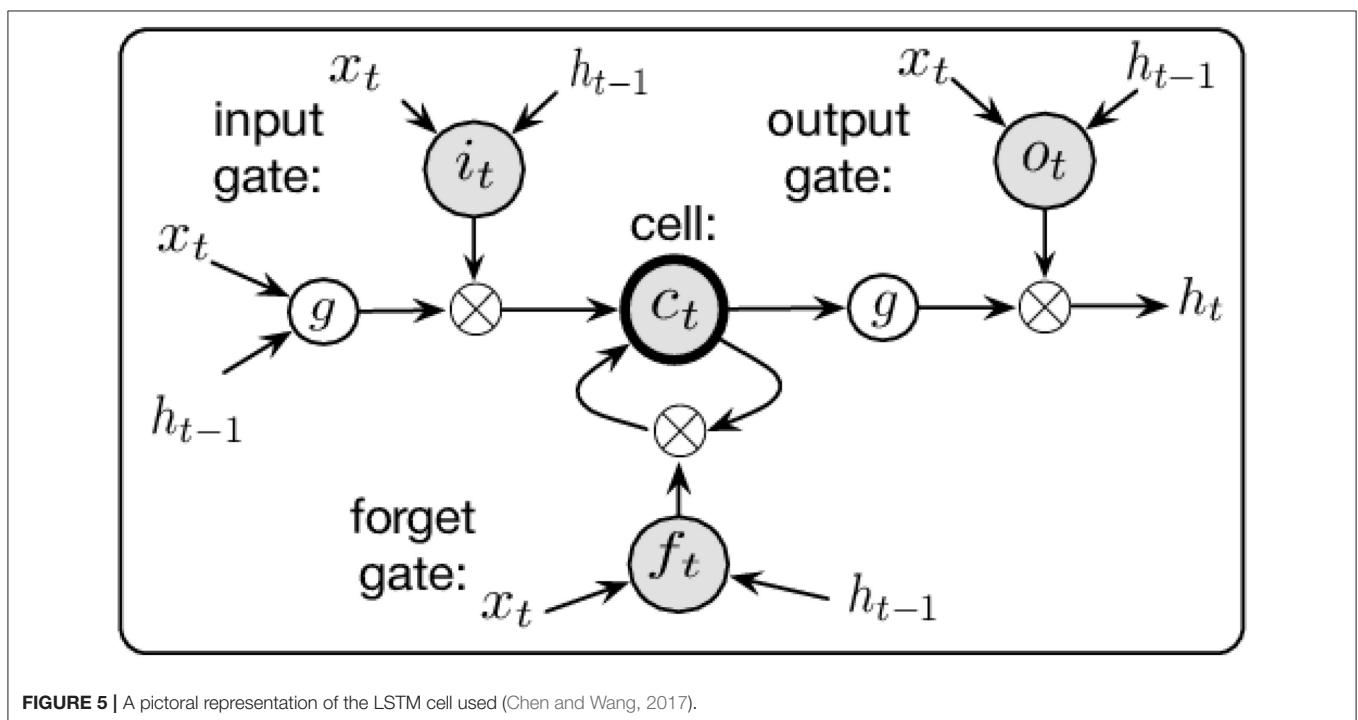 x_t
h_{t-1}
input
gate:
i_t
x_t
h_{t-1}
output
gate:
o_t
cell:
x_t
g
c_t
g
h_t
h_{t-1}
forget
gate:
f_t
x_t
h_{t-1}
FIGURE 5 | A pictoral representation of the LSTM cell used (Chen and Wang, 2017).